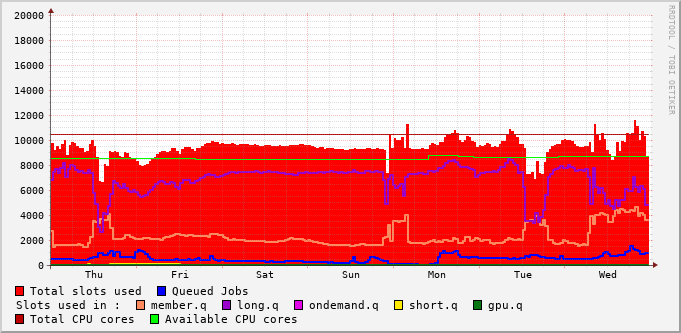 20000
18000
16000
14000
12000
10000
8000
6000
4000
2000
0
Thu Fri Sat Sun Mon Tue Wed
RRDTOOL / TOBI OETIKER
Total slots used Queued Jobs
Slots used in : member.q long.q ondemand.q short.q gpu.q
Total CPU cores Available CPU cores